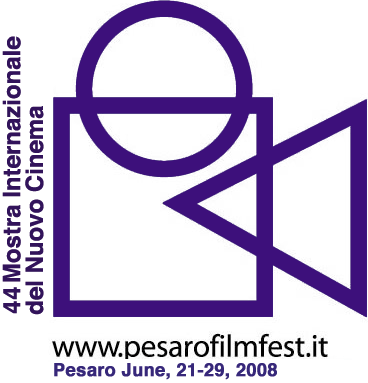 44 Mostra Internazionale
del Nuovo Cinema
www.pesarofilmfest.it
Pesaro June, 21-29, 2008